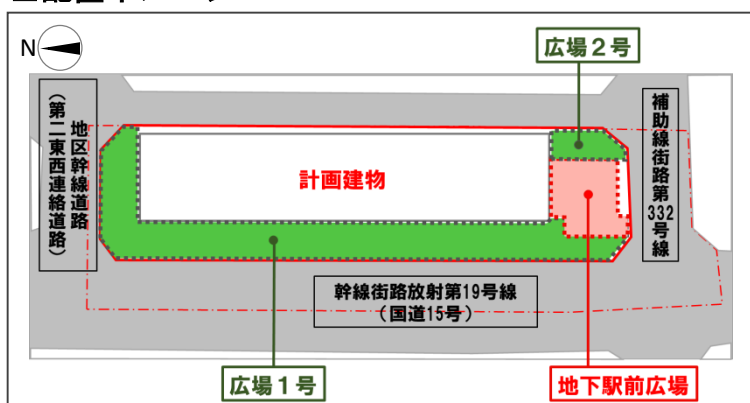 N
広場2号
地区幹線道路
(第二東西連絡道路)
補助線街路第332号線
計画建物
幹線街路放射第19号線
(国道15号)
広場1号
地下駅前広場